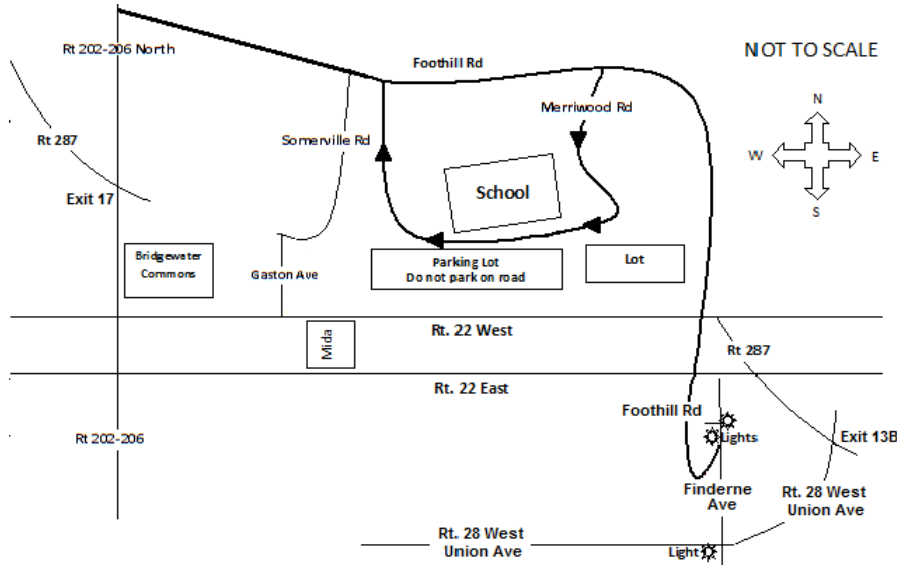 Rt 202-206 North
Foothill Rd
NOT TO SCALE
Merriwood Rd
N
Rt 287
Somerville Rd
W
E
School
Exit 17
S
Bridgewater
Commons
Gaston Ave
Parking Lot
Do not park on road
Lot
Rt. 22 West
Mida
Rt 287
Rt. 22 East
Foothill Rd
Rt 202-206
Lights
Exit 13B
Finderne
Ave
Rt. 28 West
Union Ave
Rt. 28 West
Union Ave
Light